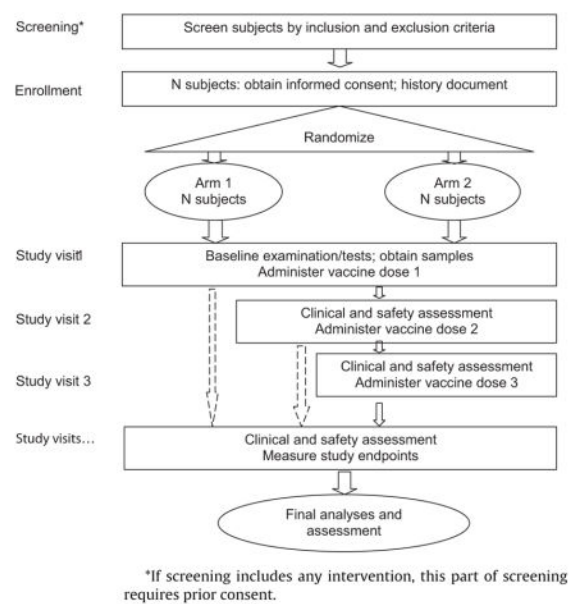 Screening*
Screen subjects by inclusion and exclusion criteria
Enrollment
N subjects: obtain informed consent; history document
Randomize
Arm 1
N subjects
Arm 2
N subjects
Study visit1
Baseline examination/tests; obtain samples
Administer vaccine dose 1
Study visit 2
Clinical and safety assessment
Administer vaccine dose 2
Study visit 3
Clinical and safety assessment
Administer vaccine dose 3
Study visits…
Clinical and safety assessment
Measure study endpoints
Final analyses and
assessment
*If screening includes any intervention, this part of screening
requires prior consent.